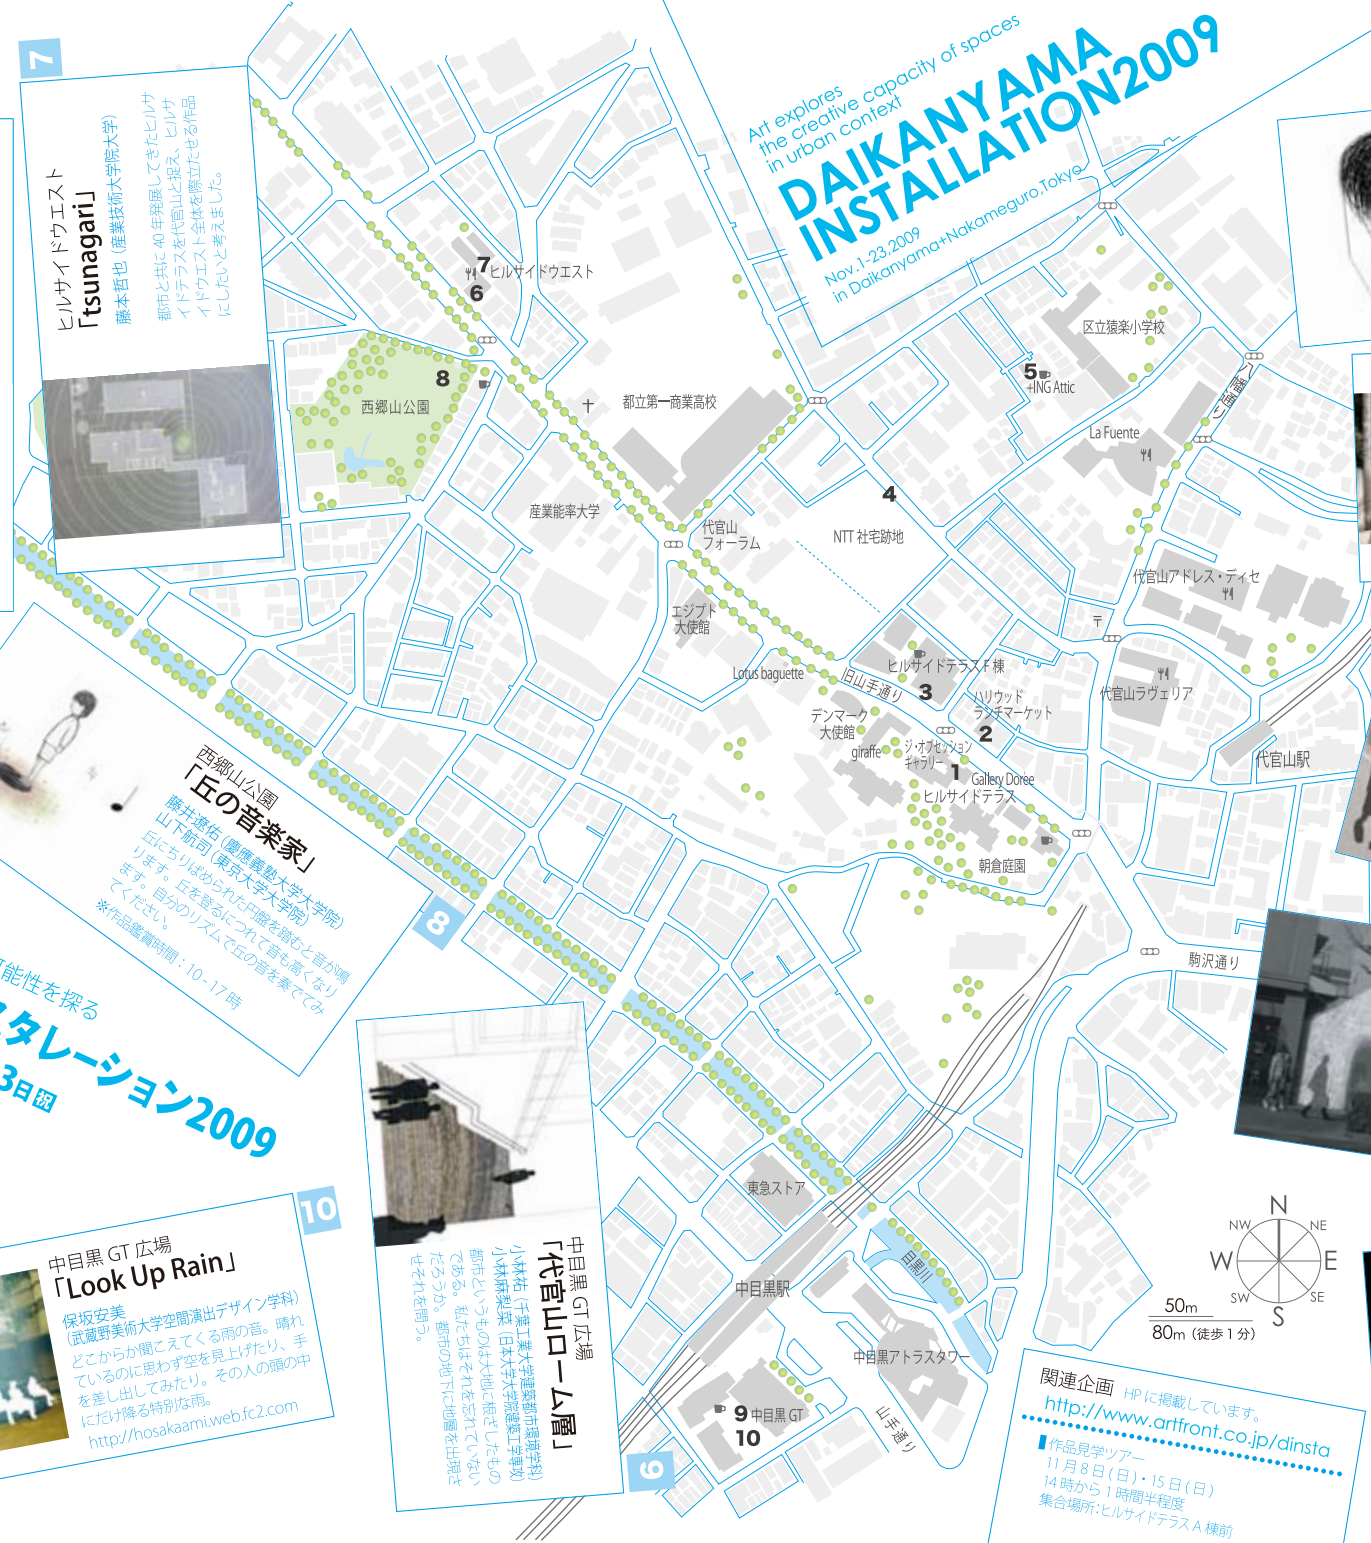 Art explores
the creative capacity of spaces
in urban context
DAIKANYAMA
INSTALLATION2009
Nov.1-23,2009
in Daikanyama+Nakameguro,Tokyo
7
ヒルサイドウエスト
「tsunagari」
藤本哲也（産業技術大学院大学）
都市と共に40年発展してきたヒルサ
イドテラスを代官山と捉え、ヒルサ
イドウエスト全体を際立たせる作品
にしたいと考えました。
7
ヒルサイドウエスト
6
8
西郷山公園
都立第一商業高校
産業能率大学
代官山
フォーラム
4
NTT 社宅跡地
5
+ING Attic
区立猿楽小学校
八幡通り
La Fuente
代官山アドレス・ディセ
〒
代官山ラヴェリア
代官山駅
エジプト
大使館
Lotus baguette
旧山手通り
ヒルサイドテラス F 棟
3
ハリウッド
ランチマーケット
2
デンマーク
大使館
giraffe
ジ・オブセッション
ギャラリー
1
Gallery Doree
ヒルサイドテラス
朝倉庭園
駒沢通り
西郷山公園
「丘の音楽家」
藤井遼佑（慶應義塾大学大学院）
山下航司（東京大学大学院）
丘にちりばめられた円盤を踏むと音が鳴
ります。丘を登るにつれて音も高くなり
ます。自分のリズムで丘の音を奏でてみ
てください。
※作品鑑賞時間：10 - 17 時
8
可能性を探る
スタレーション2009
3日祝
10
中目黒 GT 広場
「Look Up Rain」
保坂安美
（武蔵野美術大学空間演出デザイン学科）
どこからか聞こえてくる雨の音。晴れ
ているのに思わず空を見上げたり、手
を差し出してみたり。その人の頭の中
にだけ降る特別な雨。
http://hosakaami.web.fc2.com
中目黒 GT 広場
「代官山ローム層」
小林祐（千葉工業大学建築都市環境学科）
小林麻梨菜（日本大学大学院建築工学専攻）
都市というものは大地に根ざしたもの
である。私たちはそれを忘れていない
だろうか。都市の地下に地層を出現さ
せそれを問う。
9
東急ストア
中目黒駅
目黒川
中目黒アトラスタワー
山手通り
9 中目黒 GT
10
N
NE
E
SE
S
SW
W
NW
50m
80m（徒歩 1 分）
関連企画 HP に掲載しています。
http://www.artfront.co.jp/dinsta
作品見学ツアー
11 月 8 日 ( 日 )・15 日 ( 日 )
14 時から 1 時間半程度
集合場所：ヒルサイドテラス A 棟前